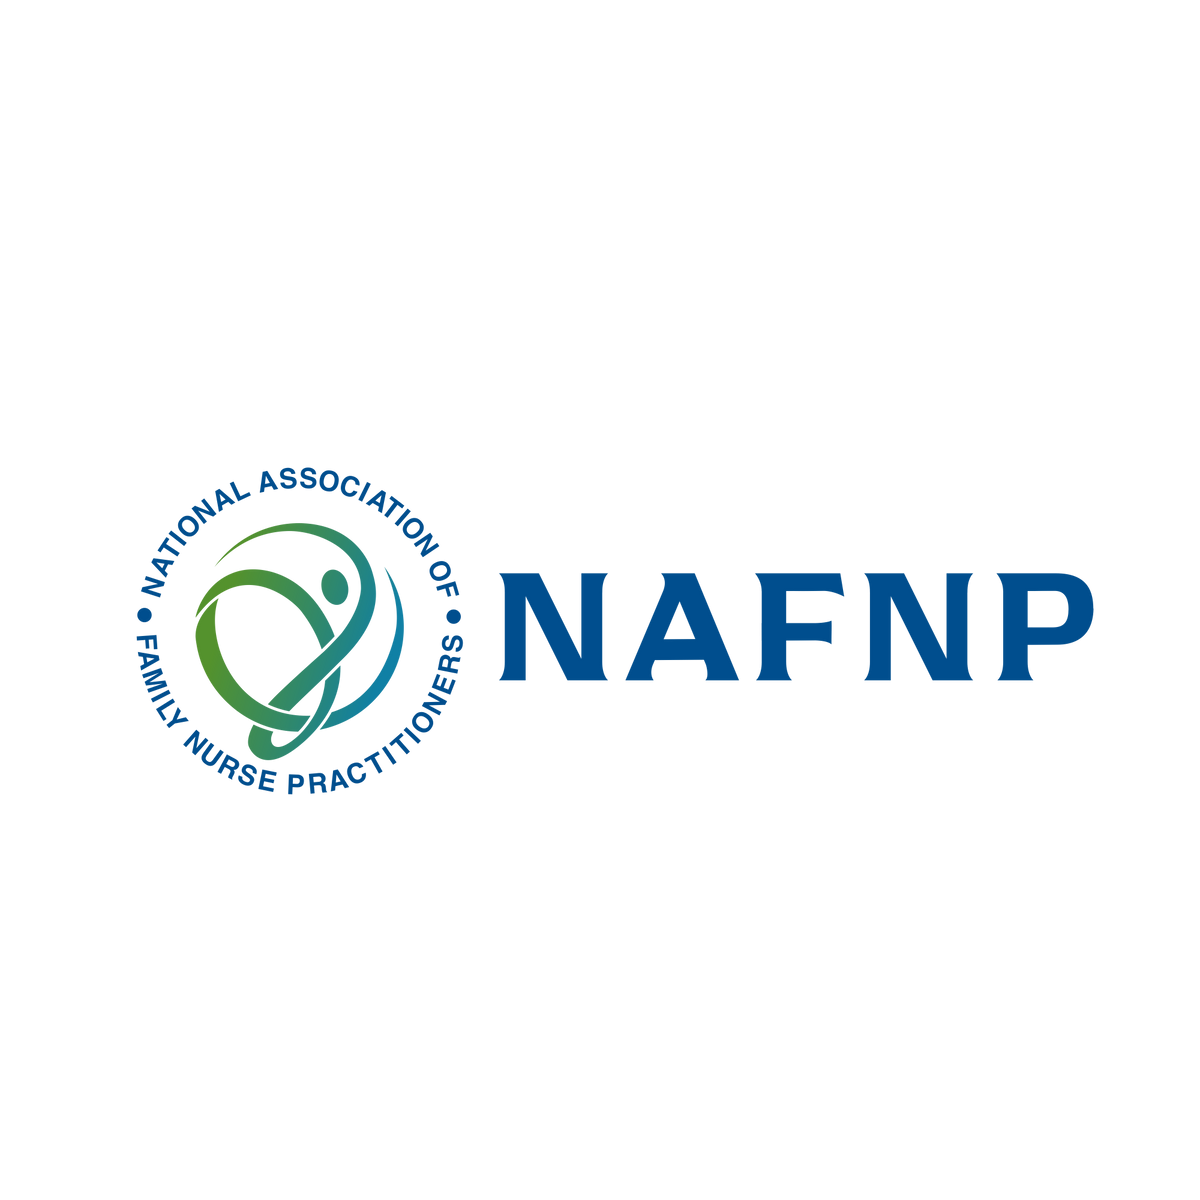 NATIONAL ASSOCIATION OF
FAMILY NURSE PRACTITIONERS
NAFNP